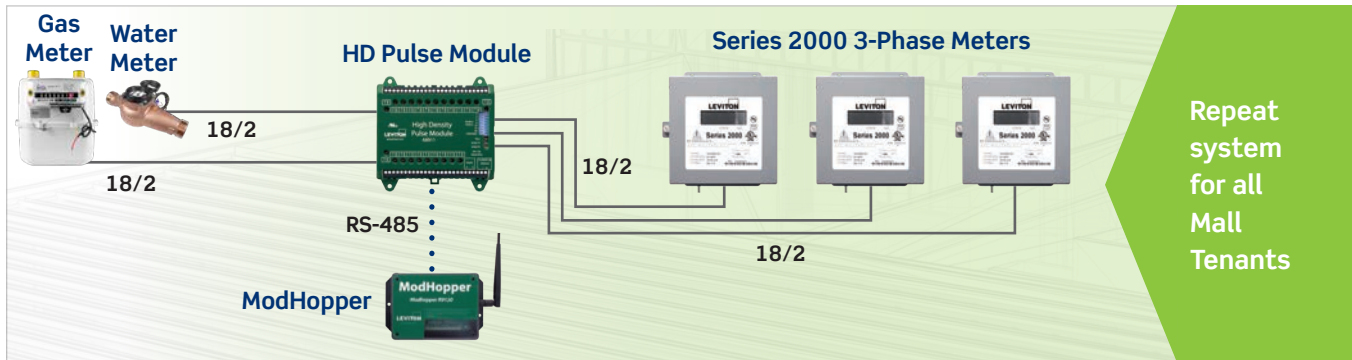 Gas
Meter
Water
Meter
HD Pulse Module
Series 2000 3-Phase Meters
18/2
18/2
LEVITON
High Density
Pulse Module
18/2
LEVITON
Series 2000
LEVITON
Series 2000
LEVITON
Series 2000
18/2
RS-485
ModHopper
ModHopper
LEVITON
Repeat
system
for all
Mall
Tenants